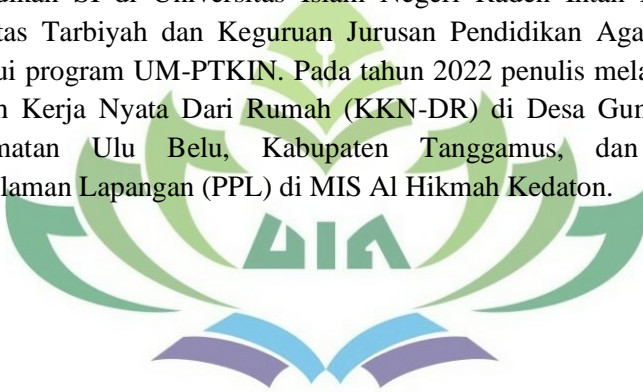 di Universitas Islam Negeri Raden Intan
Tarbiyah dan Keguruan Jurusan Pendidikan
program UM-PTKIN. Pada tahun 2022 penulis
Kerja Nyata Dari Rumah (KKN-DR) di Desa
Ulu Belu, Kabupaten Tanggamus, dan
Lapangan (PPL) di MIS Al Hikmah Kedaton.
UIN